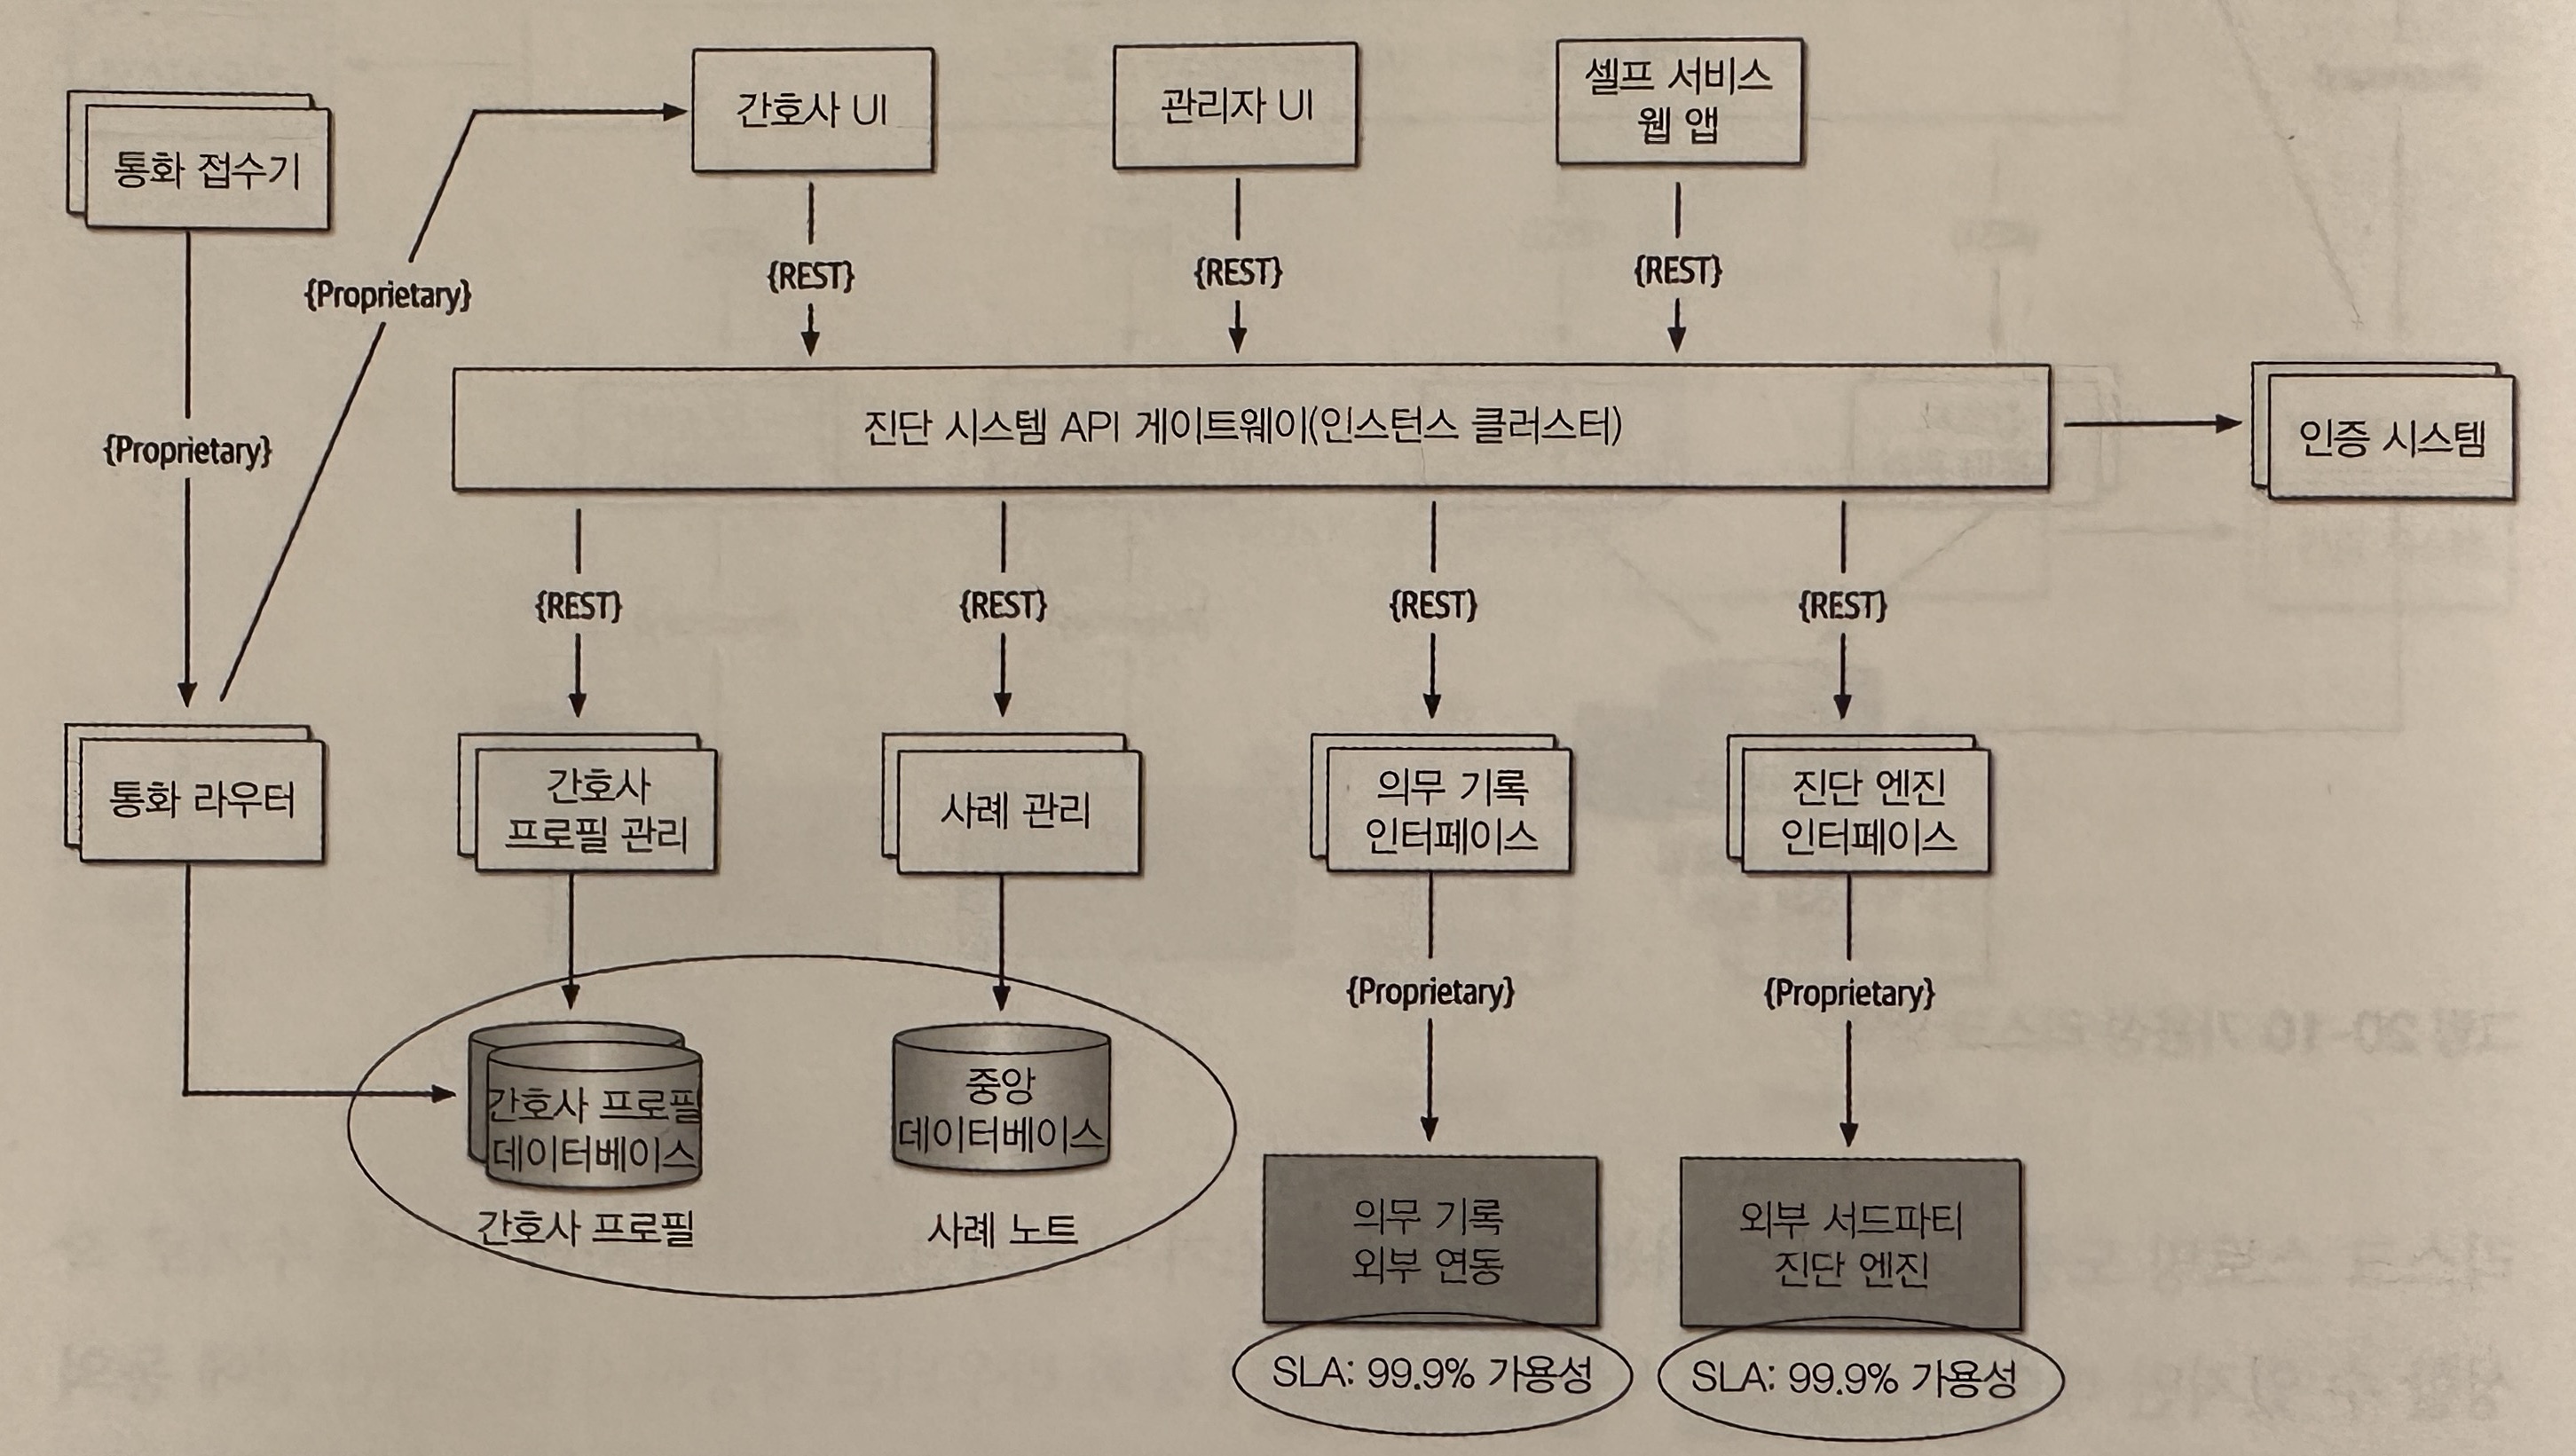 통화 접수기
간호사 UI
관리자 UI
셀프 서비스
웹 앱
{Proprietary}
{REST}
{REST}
{REST}
{Proprietary}
진단 시스템 API 게이트웨이(인스턴스 클러스터)
인증 시스템
{REST}
{REST}
{REST}
{REST}
통화 라우터
간호사
프로필 관리
사례 관리
의무 기록
인터페이스
진단 엔진
인터페이스
{Proprietary}
{Proprietary}
간호사 프로필
데이터베이스
중앙
데이터베이스
간호사 프로필
사례 노트
의무 기록
외부 연동
외부 서드파티
진단 엔진
SLA: 99.9% 가용성
SLA: 99.9% 가용성